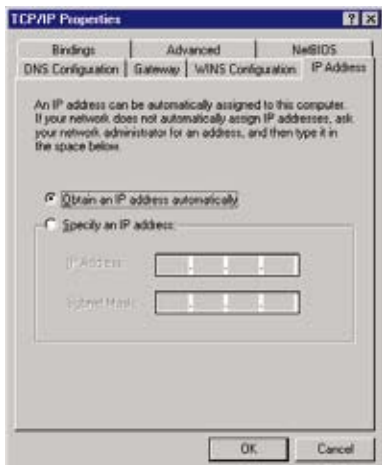 TCP/IP Properties
? X
Bindings Advanced NetBIOS
DNS Configuration Gateway WINS Configuration IP Address
An IP address can be automatically assigned to this computer.
If your network does not automatically assign IP addresses, ask
your network administrator for an address, and then type it in
the space below.
Obtain an IP address automatically
Specify an IP address:
IP Address:
Subnet Mask:
OK Cancel